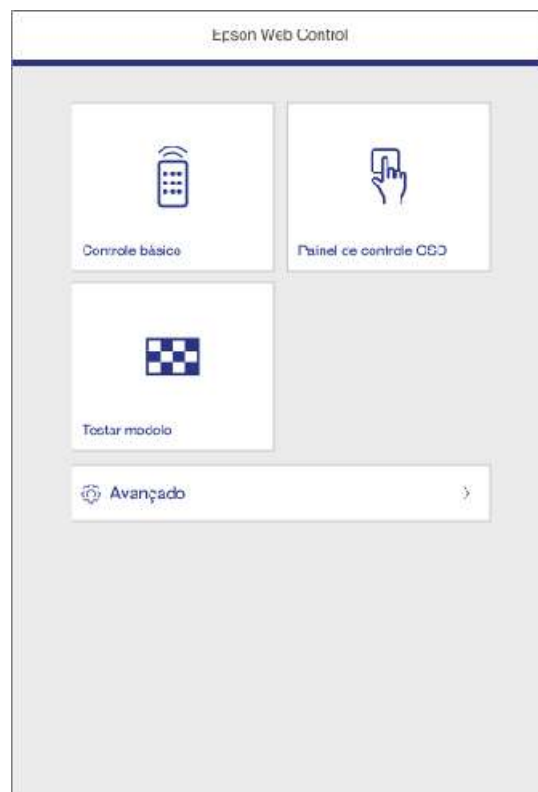 Epson Web Control
Controle básico
Painel de controle OSD
Testar modelo
Avançado